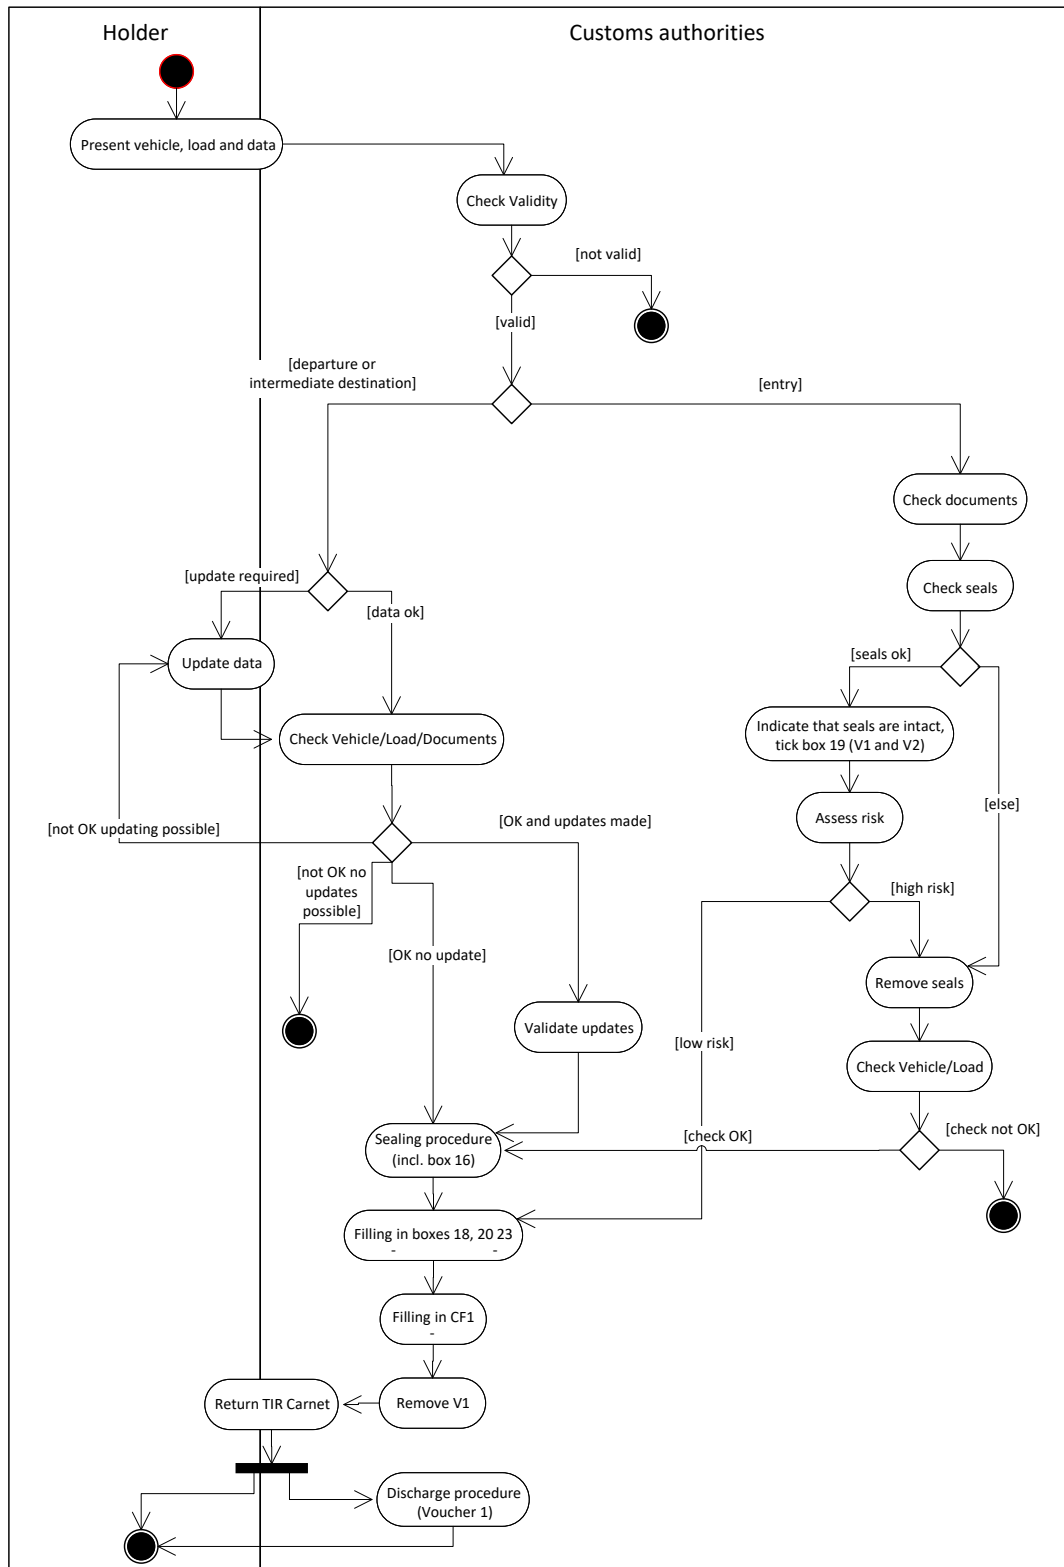 Holder
Customs authorities
Present vehicle, load and data
Check Validity
[not valid]
[valid]
[departure or
intermediate destination]
[entry]
Check documents
[update required]
[data ok]
Check seals
Update data
[seals ok]
Check Vehicle/Load/Documents
Indicate that seals are intact,
tick box 19 (V1 and V2)
[else]
Assess risk
[not OK updating possible]
[OK and updates made]
[not OK no
updates
possible]
[high risk]
[OK no update]
Remove seals
Validate updates
[low risk]
Check Vehicle/Load
Sealing procedure
(incl. box 16)
[check OK]
[check not OK]
Filling in boxes 18, 20 23
- -
Filling in CF1
-
Return TIR Carnet
Remove V1
Discharge procedure
(Voucher 1)